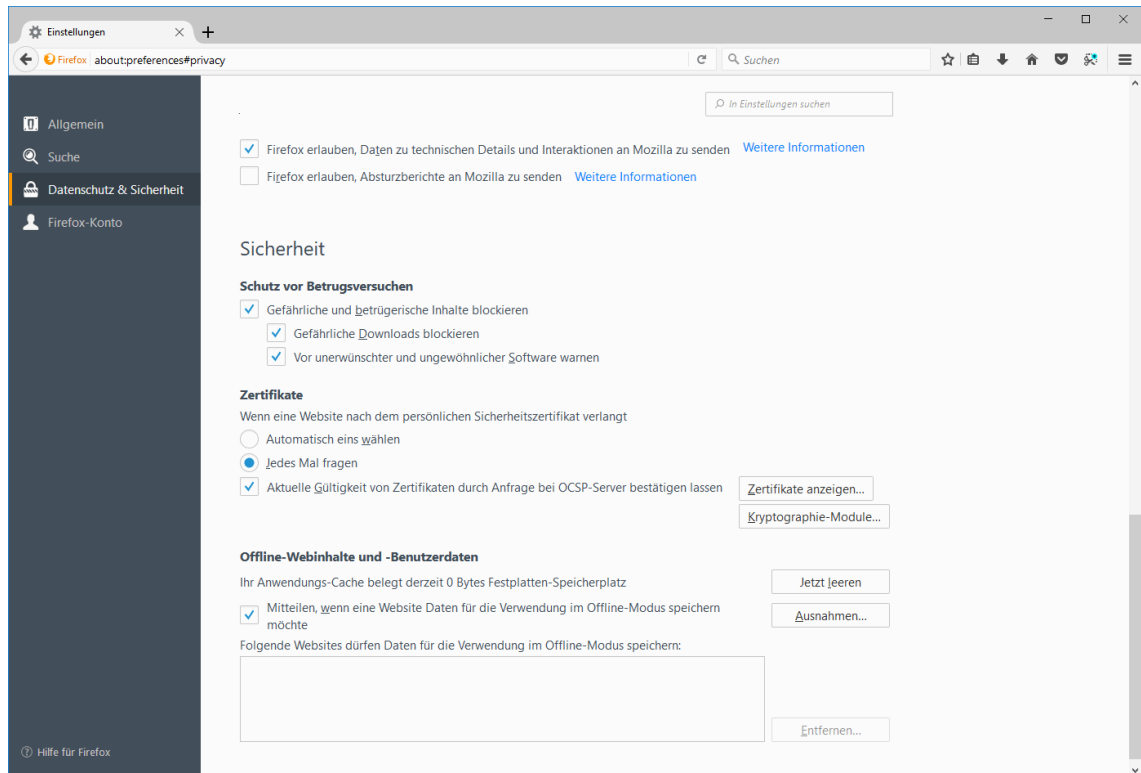 Einstellungen
Firefox about:preferences#privacy
Suchen
In Einstellungen suchen
Allgemein
Suche
Datenschutz & Sicherheit
Firefox-Konto
Firefox erlauben, Daten zu technischen Details und Interaktionen an Mozilla zu senden Weitere Informationen
Firefox erlauben, Absturzberichte an Mozilla zu senden Weitere Informationen
Sicherheit
Schutz vor Betrugsversuchen
Gefährliche und betrügerische Inhalte blockieren
Gefährliche Downloads blockieren
Vor unerwünschter und ungewöhnlicher Software warnen
Zertifikate
Wenn eine Website nach dem persönlichen Sicherheitszertifikat verlangt
Automatisch eins wählen
Jedes Mal fragen
Aktuelle Gültigkeit von Zertifikaten durch Anfrage bei OCSP-Server bestätigen lassen Zertifikate anzeigen...
Kryptographie-Module...
Offline-Webinhalte und -Benutzerdaten
Ihr Anwendungs-Cache belegt derzeit 0 Bytes Festplatten-Speicherplatz Jetzt leeren
Mitteilen, wenn eine Website Daten für die Verwendung im Offline-Modus speichern
möchte Ausnahmen...
Folgende Websites dürfen Daten für die Verwendung im Offline-Modus speichern:
Entfernen...
Hilfe für Firefox